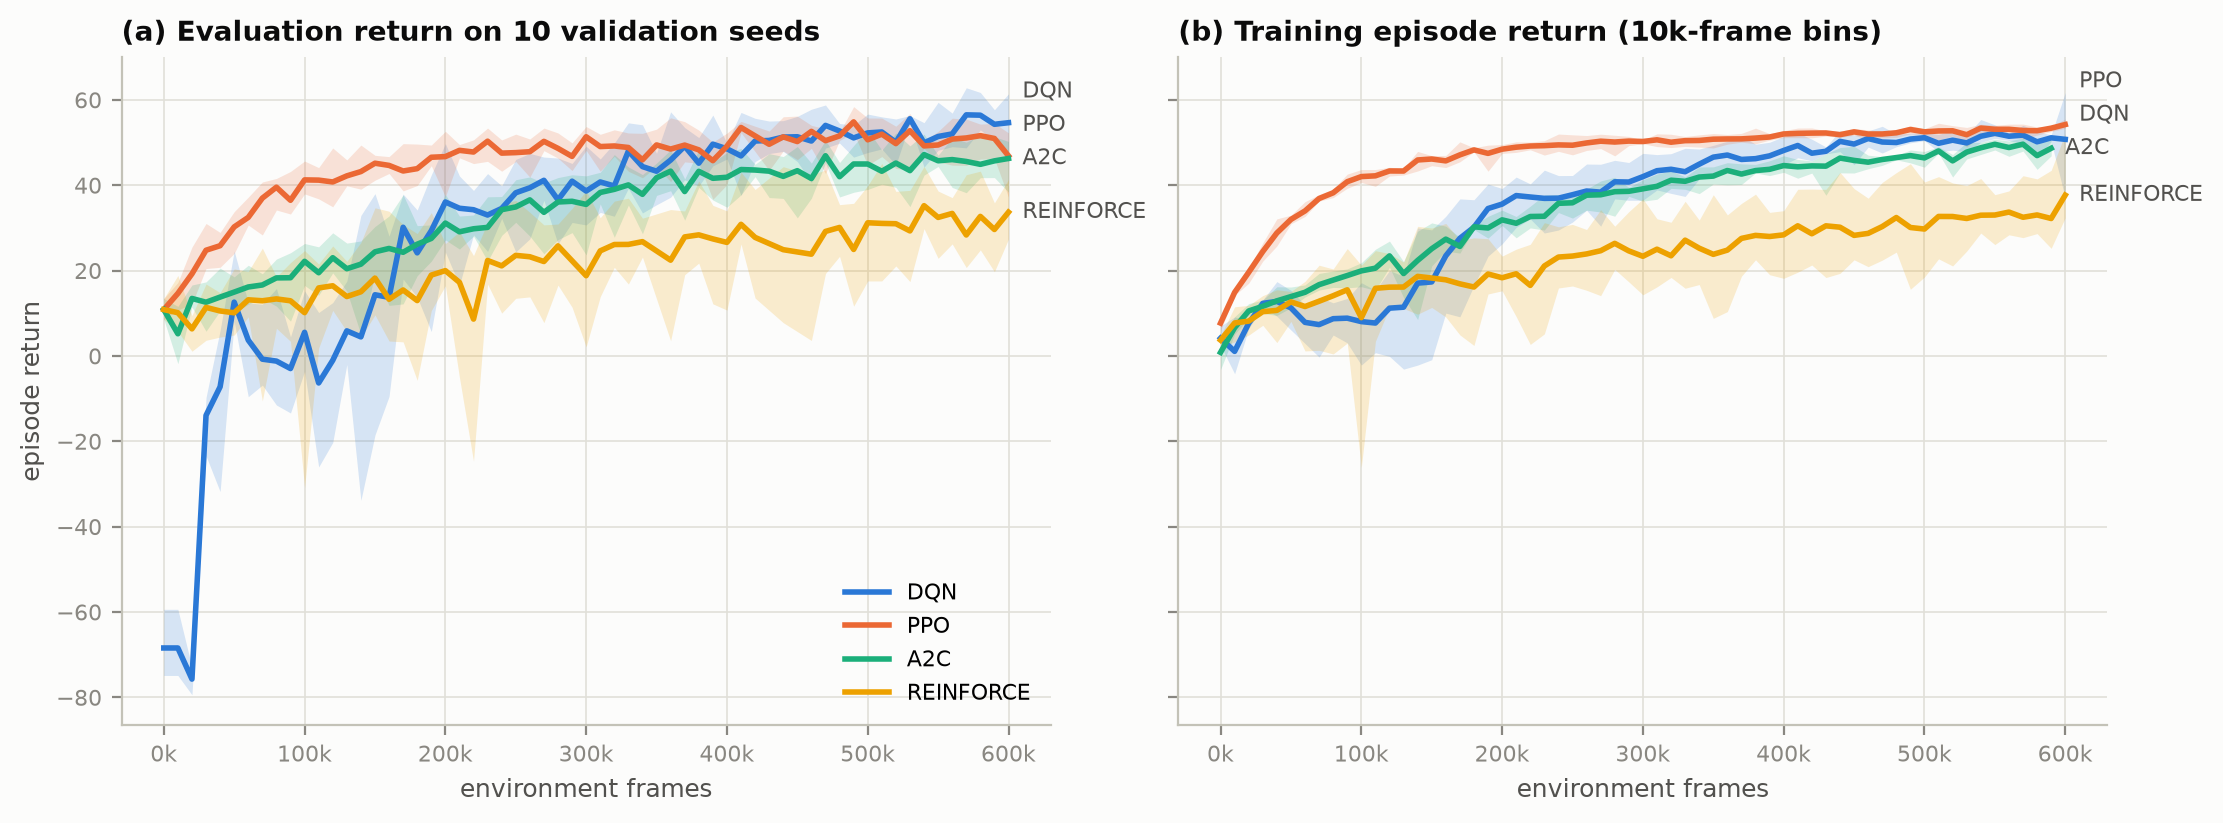 (a) Evaluation return on 10 validation seeds
(b) Training episode return (10k-frame bins)
episode return
60
40
20
0
−20
−40
−60
−80
DQN
PPO
A2C
REINFORCE
DQN
PPO
A2C
REINFORCE
0k
100k
200k
300k
400k
500k
600k
environment frames
PPO
DQN
A2C
REINFORCE
0k
100k
200k
300k
400k
500k
600k
environment frames